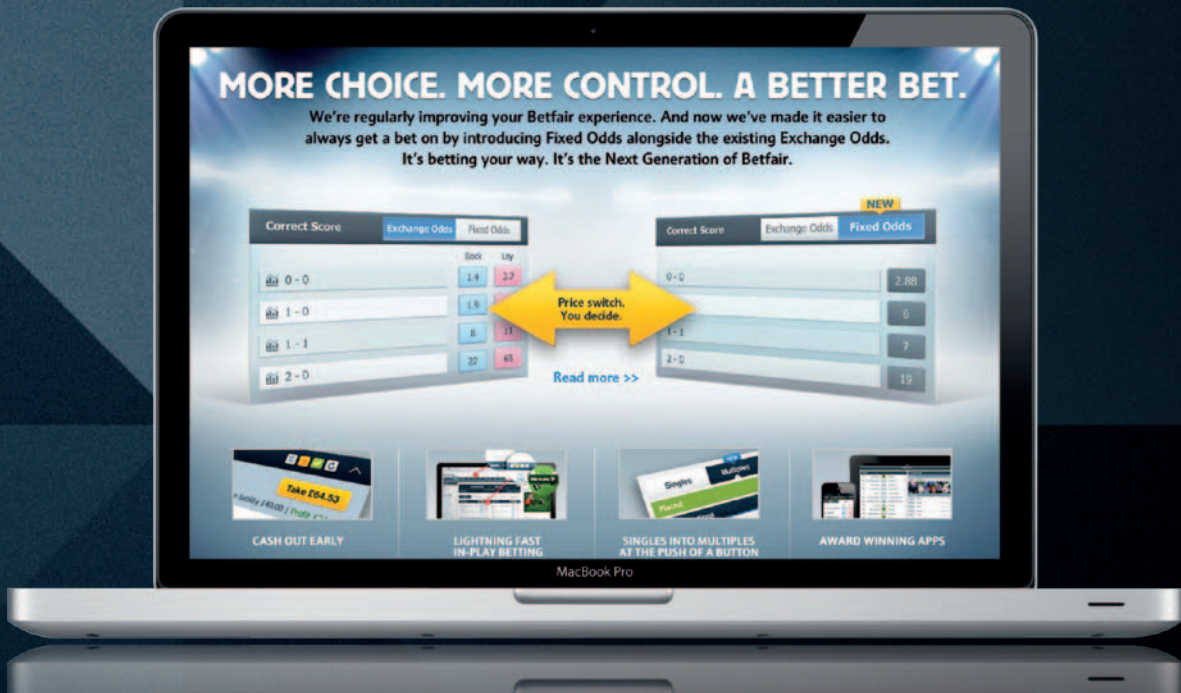 MORE CHOICE. MORE CONTROL. A BETTER BET.
We're regularly improving your Betfair experience. And now we've made it easier to
always get a bet on by introducing Fixed Odds alongside the existing Exchange Odds.
It's betting your way. It's the Next Generation of Betfair.
NEW
Correct Score Exchange Odds Fixed Odds
Back Lay
0 - 0 1.4
1 - 0 1.9
1 - 1 8 11
2 - 0 22 65
Price switch.
You decide.
Read more >>
Correct Score Exchange Odds Fixed Odds
0 - 0 2.88
6
1 - 1 7
2 - 0 19
Take £64.53
liability £40.00 | Profit
Singles Multiples
Placed
CASH OUT EARLY
LIGHTNING FAST
IN-PLAY BETTING
SINGLES INTO MULTIPLES
AT THE PUSH OF A BUTTON
AWARD WINNING APPS
MacBook Pro